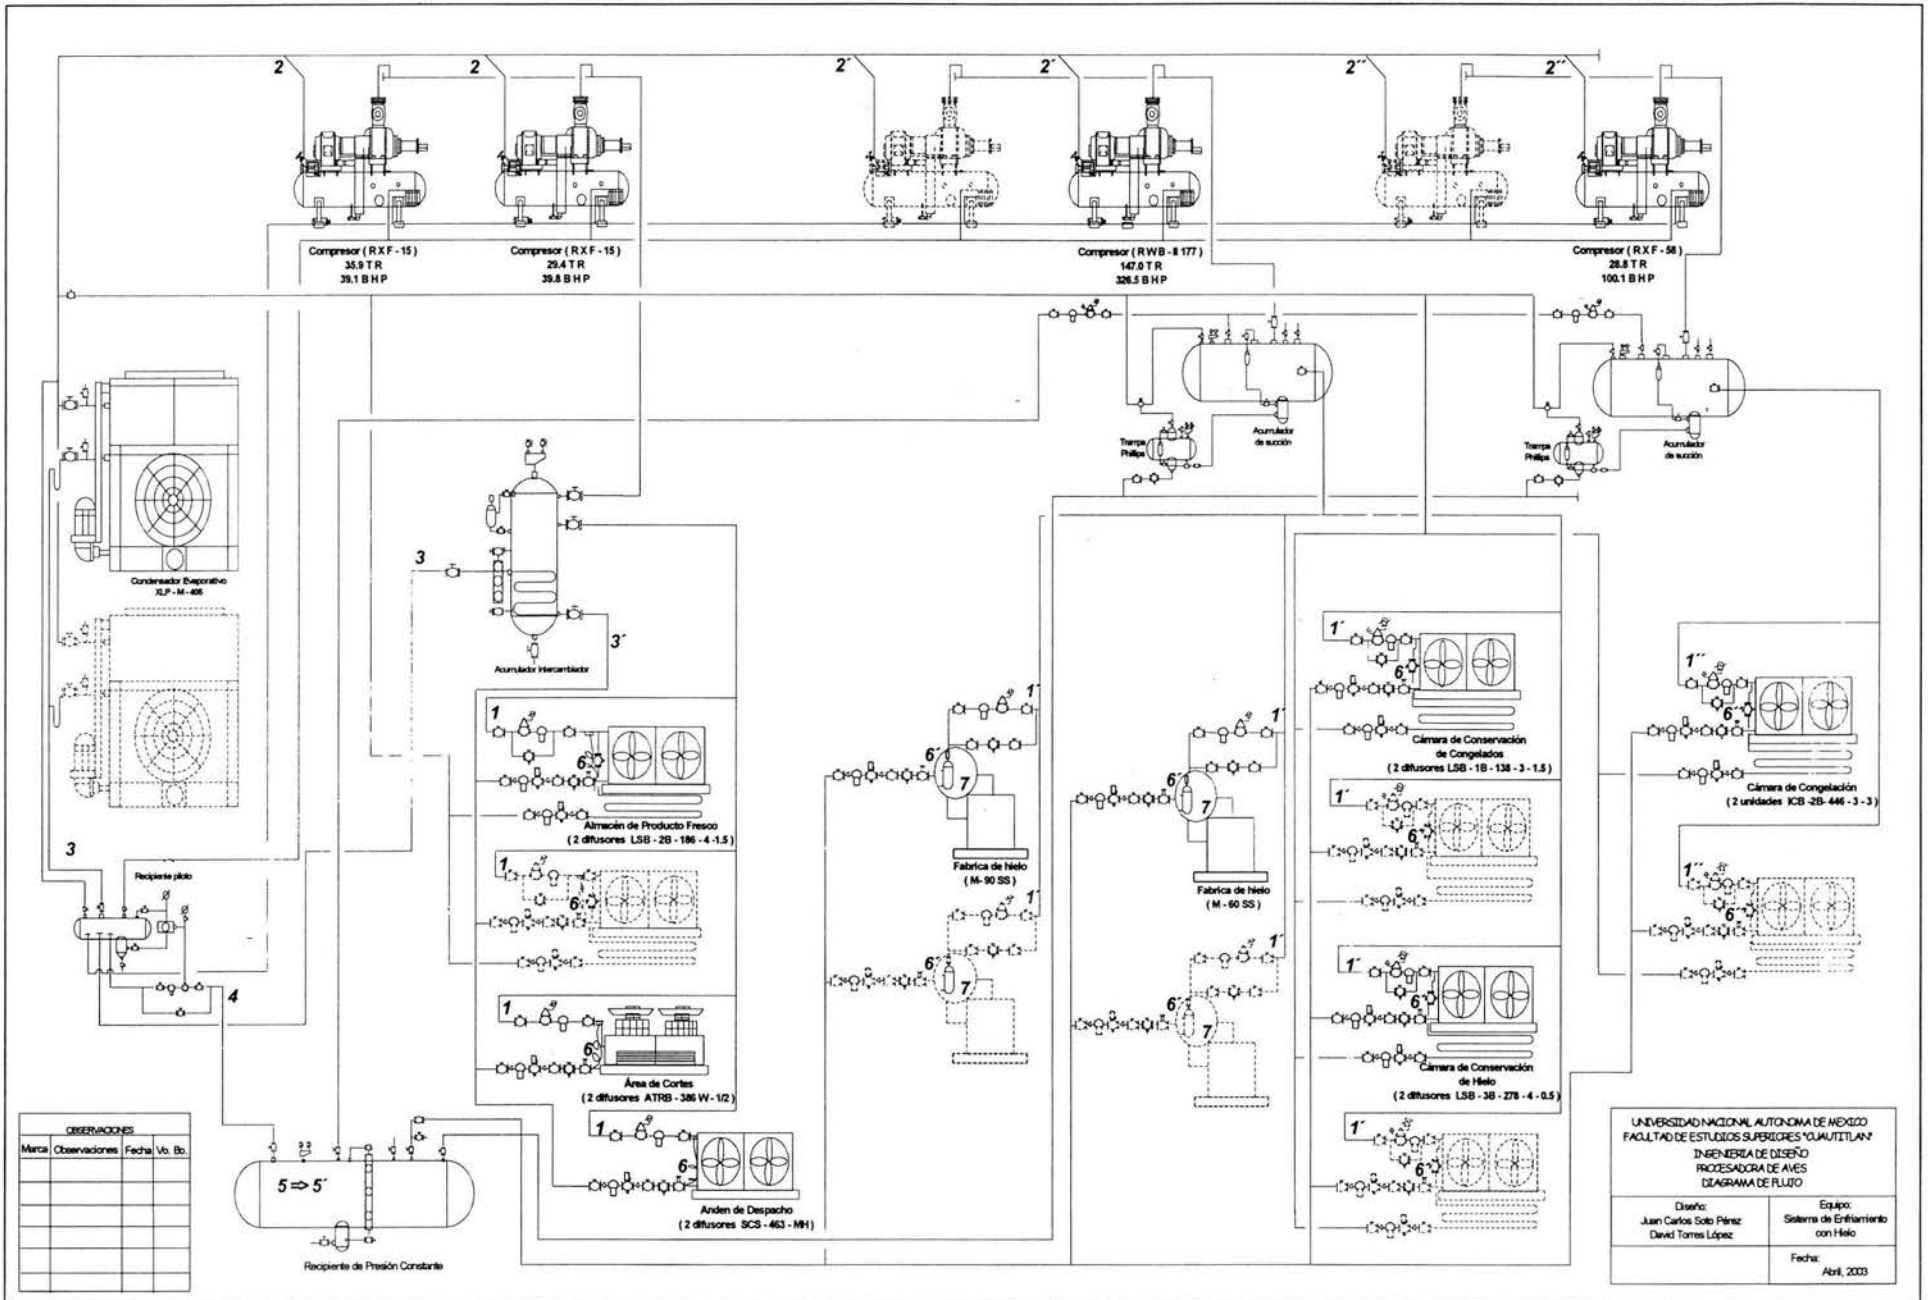 2
2
2´
2´
2´´
2´´
Compresor ( R X F - 15 )
35.9 T R
39.1 B H P
Compresor ( R X F - 15 )
29.4 T R
39.8 B H P
Compresor ( R W B - II 177 )
147.0 T R
326.5 B H P
Compresor ( R X F - 58 )
28.8 T R
100.1 B H P
Trampa
Phillips
Acumulador
de succión
Trampa
Phillips
Acumulador
de succión
Condensador Evaporativo
XLP - M - 405
3
3´
Acumulador Intercambiador
1
6
Almacén de Producto Fresco
( 2 difusores LSB - 2B - 186 - 4 -1.5 )
1
6
1
6
Área de Cortes
( 2 difusores ATRB - 386 W - 1/2 )
1
6
Anden de Despacho
( 2 difusores SCS - 463 - MH )
1´
6´
7
Fabrica de hielo
( M- 90 SS )
1´
6´
7
1´
6´
7
Fabrica de hielo
( M - 60 SS )
1´
6´
7
1´
6´
Cámara de Conservación
de Congelados
( 2 difusores LSB - 1B - 138 - 3 - 1.5 )
1´
6´
1´
6´
Cámara de Conservación
de Hielo
( 2 difusores LSB - 3B - 278 - 4 - 0.5 )
1´
6´
1´´
6´´
Cámara de Congelación
( 2 unidades ICB -2B- 446 - 3 - 3 )
1´´
6´´
3
Recipiente piloto
4
5 => 5´
Recipiente de Presión Constante
OBSERVACIONES
Marca Observaciones Fecha Vo. Bo.
UNIVERSIDAD NACIONAL AUTONOMA DE MEXICO
FACULTAD DE ESTUDIOS SUPERIORES "CUAUTITLAN"
INGENIERIA DE DISEÑO
PROCESADORA DE AVES
DIAGRAMA DE FLUJO
Diseño:
Juan Carlos Soto Pérez
David Torres López
Equipo:
Sistema de Enfriamiento
con Hielo
Fecha:
Abril, 2003